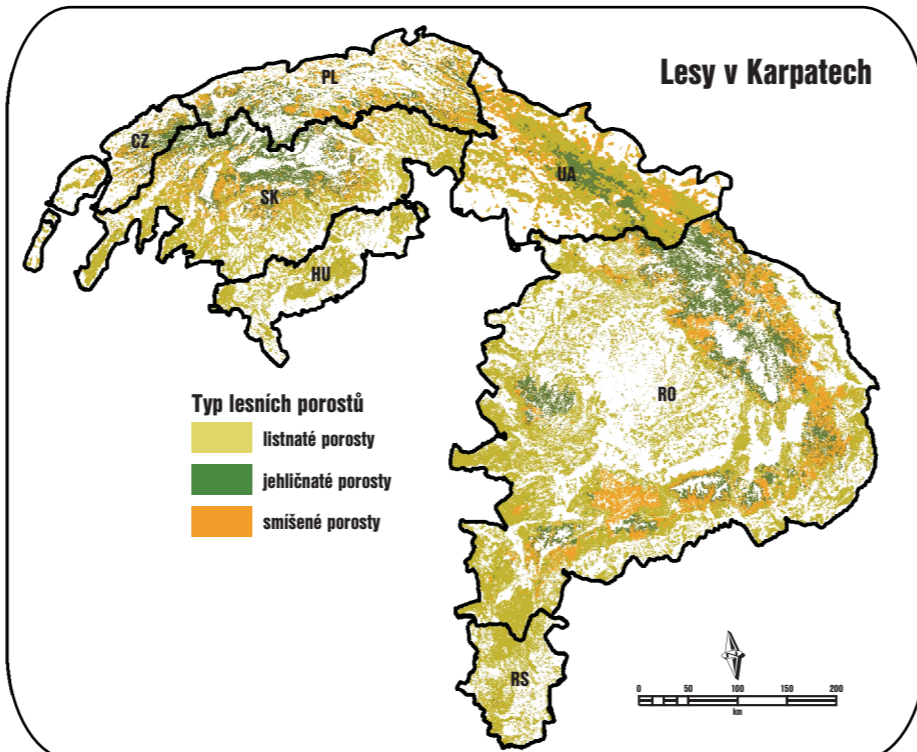 Lesy v Karpatech
PL
CZ
SK
UA
HU
RO
RS
Typ lesních porostů
listnaté porosty
jehličnaté porosty
smíšené porosty
N
0 50 100 150 200
km